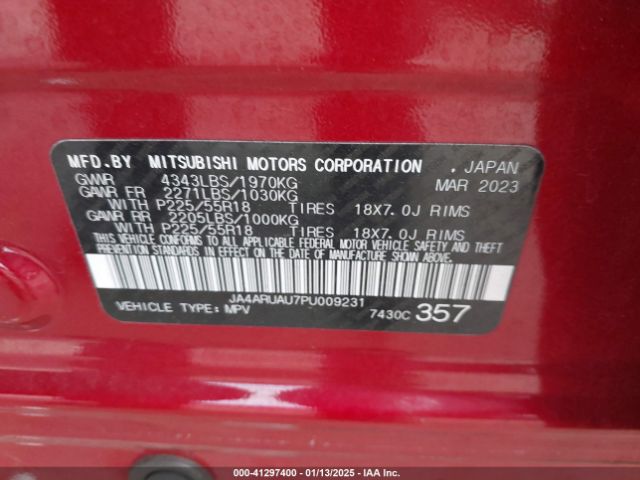 MFD.BY MITSUBISHI MOTORS CORPORATION . JAPAN
GVWR 4343LBS/1970KG MAR 2023
GAWR FR 2271LBS/1030KG
WITH P225/55R18 TIRES 18X7.0J RIMS
GAWR RR 2205LBS/1000KG
WITH P225/55R18 TIRES 18X7.0J RIMS
THIS VEHICLE CONFORMS TO ALL APPLICABLE FEDERAL MOTOR VEHICLE SAFETY AND THEFT
PREVENTION STANDARDS IN EFFECT ON THE DATE OF MANUFACTURE SHOWN ABOVE.
JA4ARUAU7PU009231
VEHICLE TYPE: MPV 7430C 357
000-41297400 - 01/13/2025 - IAA, LLC